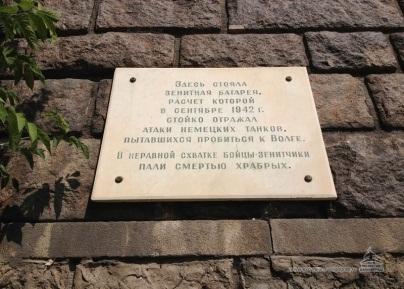 Здесь стояла
зенитная батарея,
расчет которой
в сентябре 1942 г.
стойко отражал
атаки немецких танков,
пытавшихся пробиться к Волге.
В неравной схватке бойцы-зенитчики
пали смертью храбрых.